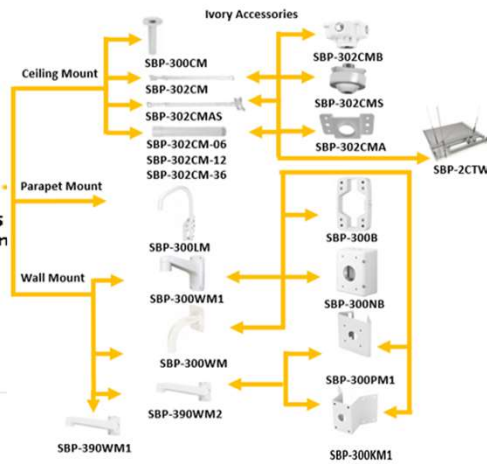 Ivory Accessories
SBP-300CM
SBP-302CMB
Ceiling Mount
SBP-302CM
SBP-302CMS
SBP-302CMAS
SBP-302CM-06
SBP-302CMA
SBP-302CM-12
SBP-2CTW
SBP-302CM-36
Parapet Mount
s
n
SBP-300LM
SBP-300B
Wall Mount
SBP-300WM1
SBP-300NB
SBP-300WM
SBP-300PM1
SBP-390WM2
SBP-390WM1
SBP-300KM1